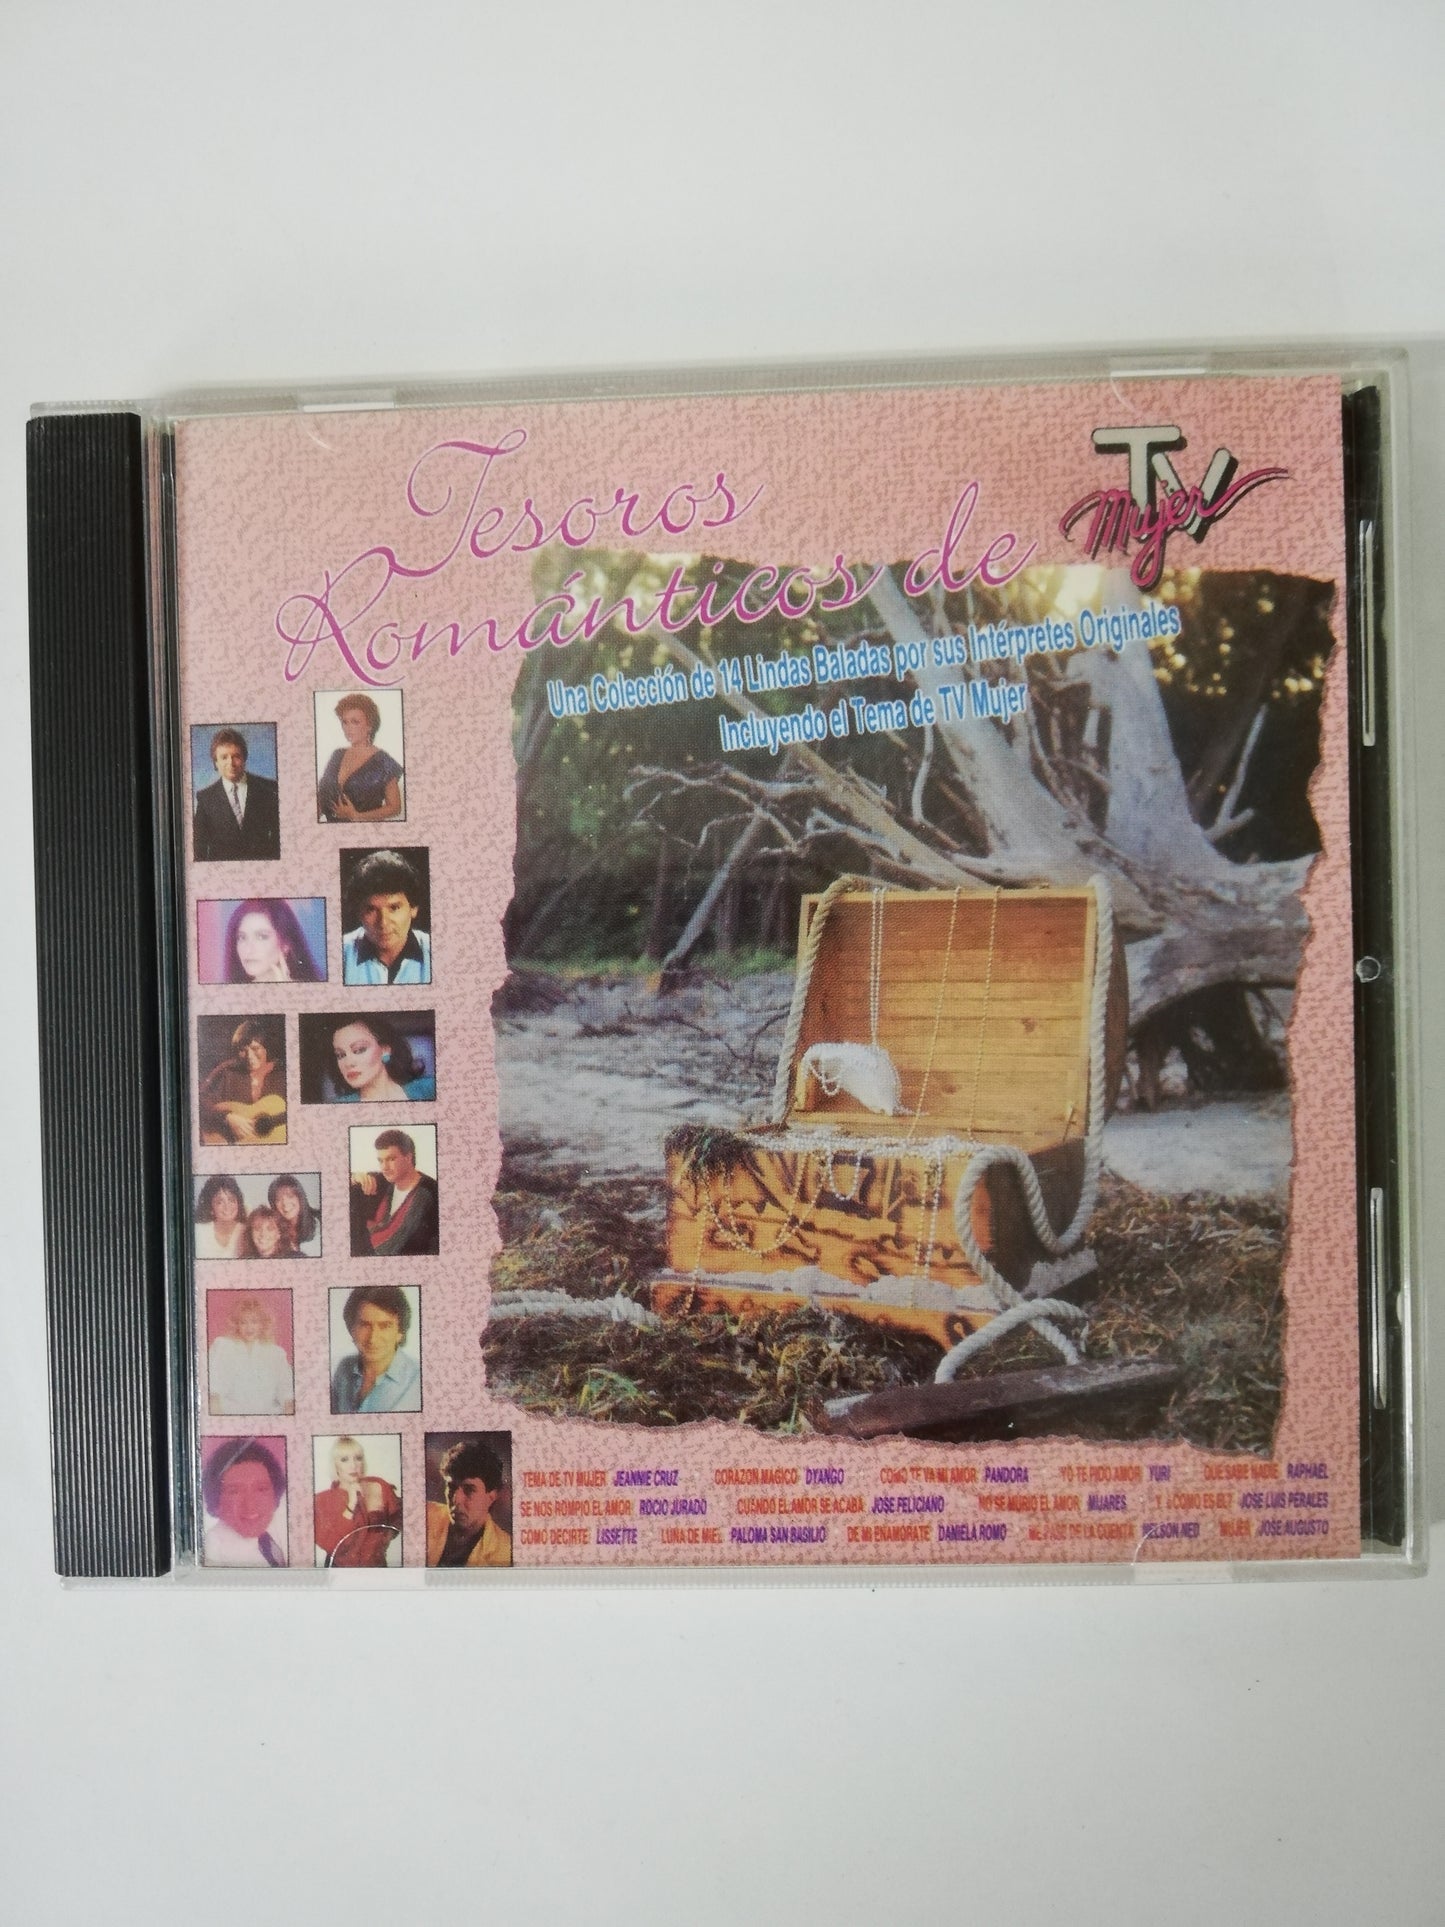 Tesoros
Románticos de
TV
Mujer
Una Colección de 14 Lindas Baladas por sus Intérpretes Originales
Incluyendo el Tema de TV Mujer
TEMA DE TV MUJER JEANNIE CRUZ CORAZON MAGICO DYANGO COMO TE VA MI AMOR PANDORA YO TE PIDO AMOR YURI QUE SABE NADIE RAPHAEL
SE NOS ROMPIO EL AMOR ROCIO JURADO CUANDO EL AMOR SE ACABA JOSE FELICIANO NO SE MURIO EL AMOR MIJARES Y ¿COMO ES EL? JOSE LUIS PERALES
COMO DECIRTE LISSETTE LUNA DE MIEL PALOMA SAN BASILIO DE MI ENAMORATE DANIELA ROMO ME PASE DE LA CUENTA NELSON NED MUJER JOSE AUGUSTO